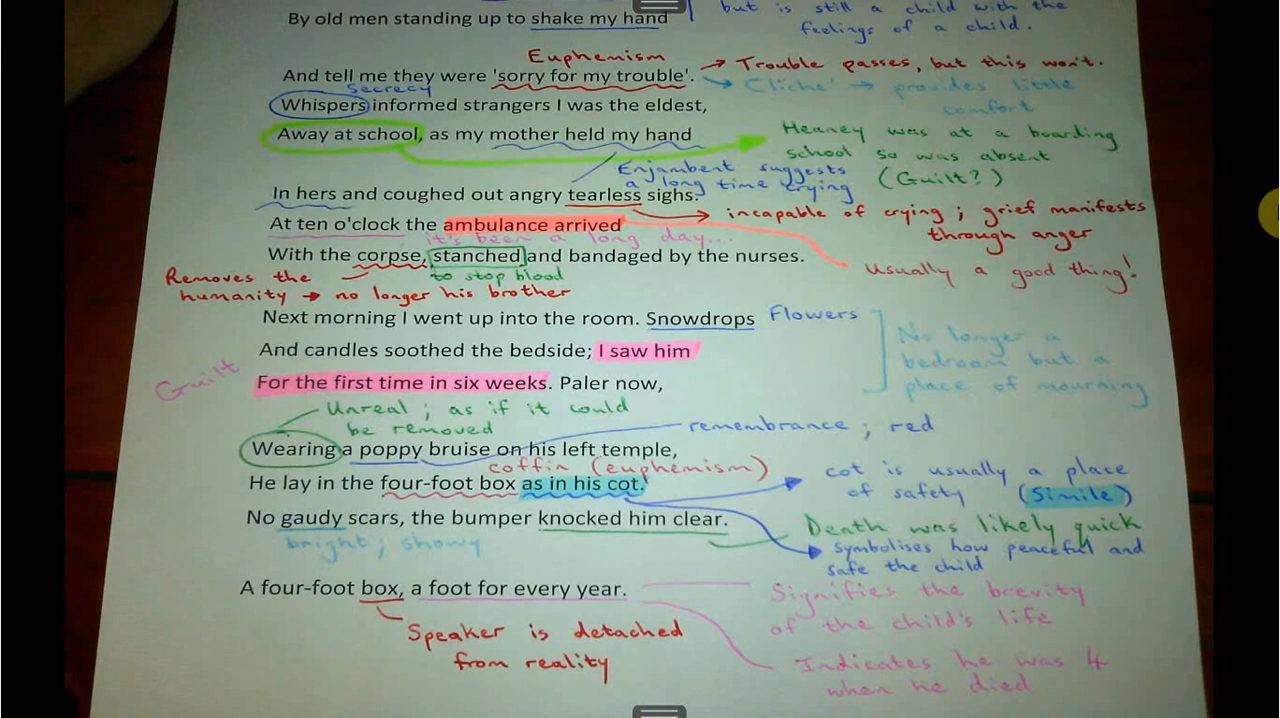 but is still a child with the
By old men standing up to shake my hand
feelings of a child.
Euphemism
→ Trouble passes, but this won't.
And tell me they were 'sorry for my trouble'.
Cliche' → provides little
comfort
secrecy
Whispers informed strangers I was the eldest,
Away at school, as my mother held my hand
Heaney was at a boarding
school so was absent
(Guilt?)
Enjambent suggests
a long time crying
In hers and coughed out angry tearless sighs.
incapable of crying; grief manifests
through anger
At ten o'clock the ambulance arrived
it's been a long day...
Usually a good thing!
With the corpse, stanched and bandaged by the nurses.
to stop blood
Removes the
humanity → no longer his brother
Next morning I went up into the room. Snowdrops
Flowers
And candles soothed the bedside; I saw him
No longer a
bedroom but a
place of mourning
Guilt
For the first time in six weeks. Paler now,
Unreal; as if it could
be removed
remembrance; red
Wearing a poppy bruise on his left temple,
coffin (euphemism)
cot is usually a place
of safety (Simile)
He lay in the four-foot box as in his cot.
No gaudy scars, the bumper knocked him clear.
bright; showy
Death was likely quick
symbolises how peaceful and
safe the child
A four-foot box, a foot for every year.
Signifies the brevity
of the child's life
Speaker is detached
from reality
Indicates he was 4
when he died